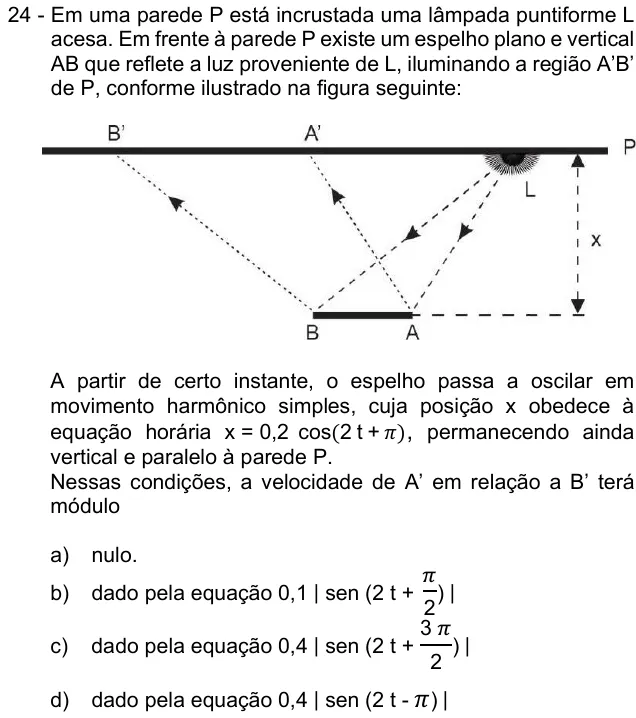 24 - Em uma parede P está incrustada uma lâmpada puntiforme L
acesa. Em frente à parede P existe um espelho plano e vertical
AB que reflete a luz proveniente de L, iluminando a região A’B’
de P, conforme ilustrado na figura seguinte:
B’ A’
P
L
x
B A
A partir de certo instante, o espelho passa a oscilar em
movimento harmônico simples, cuja posição x obedece à
equação horária x = 0,2 cos(2 t + π), permanecendo ainda
vertical e paralelo à parede P.
Nessas condições, a velocidade de A’ em relação a B’ terá
módulo
a) nulo.
b) dado pela equação 0,1 | sen (2 t + π/2) |
c) dado pela equação 0,4 | sen (2 t + 3 π/2) |
d) dado pela equação 0,4 | sen (2 t - π) |